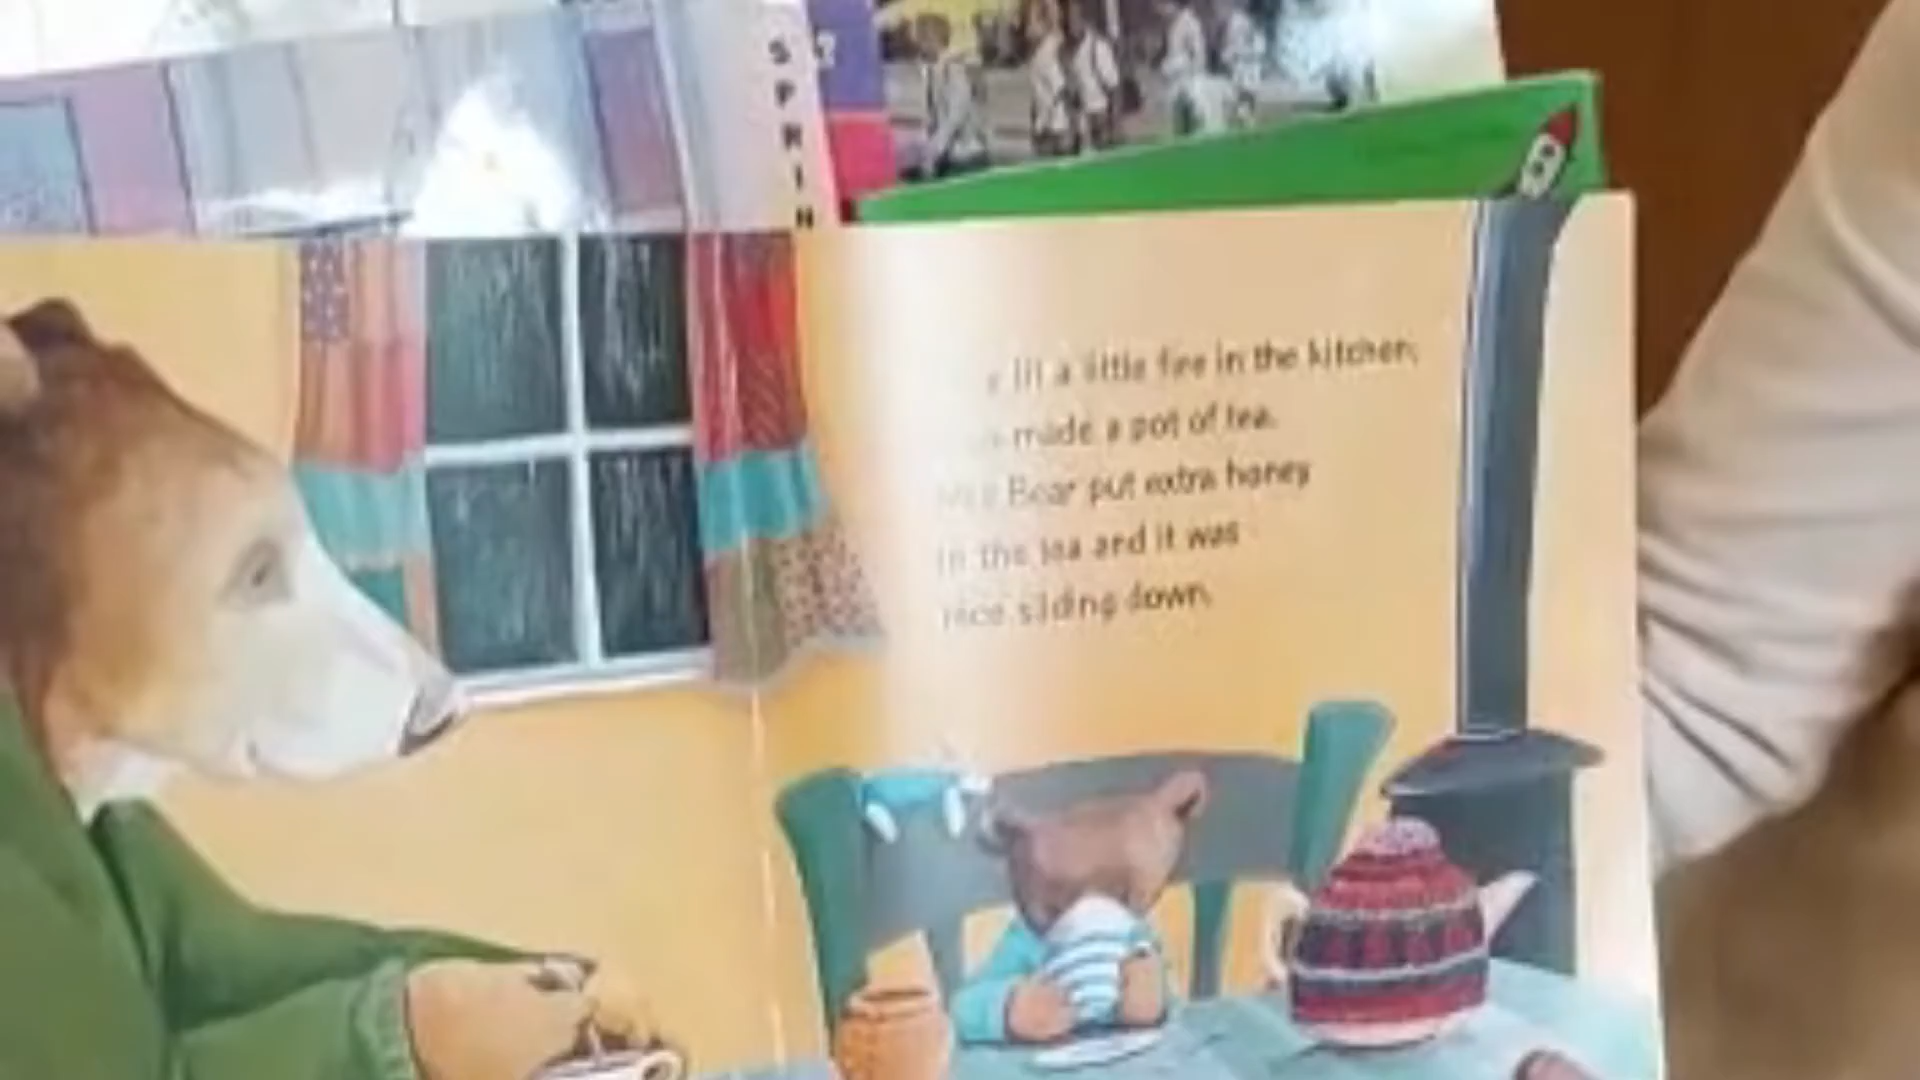 SPRIN
lit a little fire in the kitchen;
made a pot of tea.
Bear put extra honey
in the tea and it was
nice sliding down.